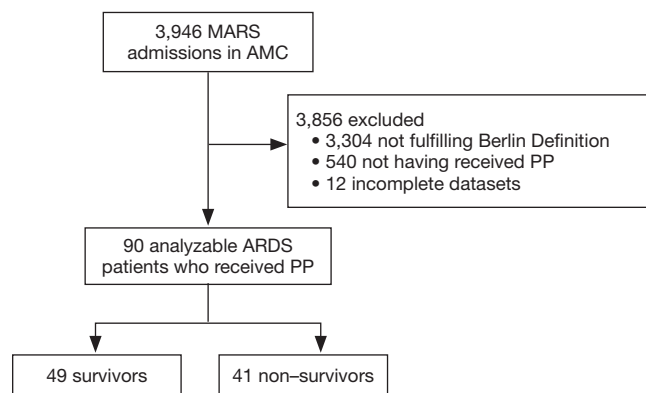 3,946 MARS
admissions in AMC
3,856 excluded
• 3,304 not fulfilling Berlin Definition
• 540 not having received PP
• 12 incomplete datasets
90 analyzable ARDS
patients who received PP
49 survivors
41 non–survivors